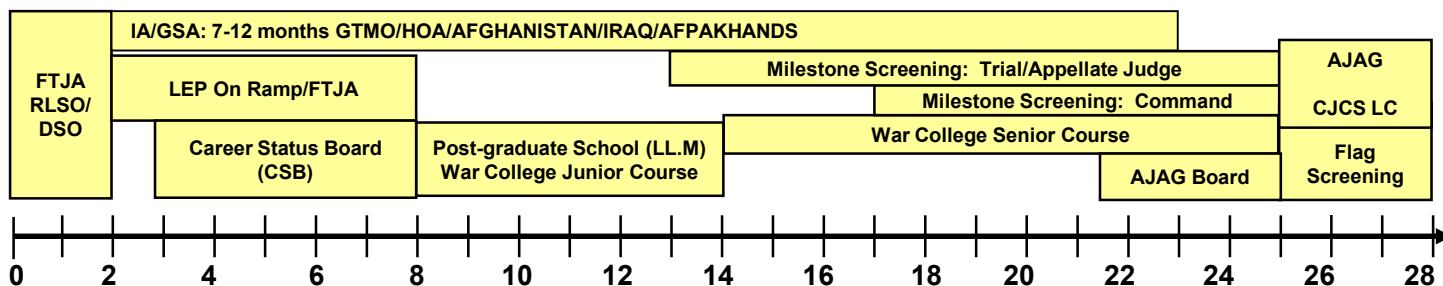 IA/GSA: 7-12 months GTMO/HOA/AFGHANISTAN/IRAQ/AFPAKHANDS
FTJA
RLSO/
DSO
LEP On Ramp/FTJA
Career Status Board
(CSB)
Post-graduate School (LL.M)
War College Junior Course
Milestone Screening: Trial/Appellate Judge
Milestone Screening: Command
War College Senior Course
AJAG Board
AJAG
CJCS LC
Flag
Screening
0 2 4 6 8 10 12 14 16 18 20 22 24 26 28